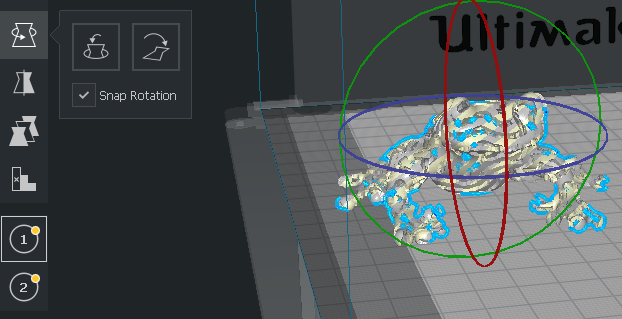 Ultimak
Snap Rotation
1
2